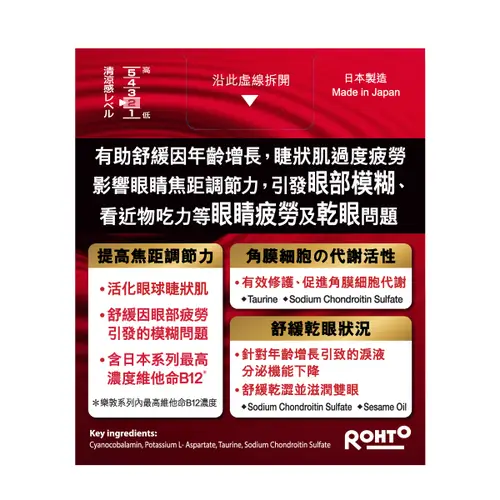 清涼感レベル
高
5
4
3
2
1
低
沿此虛線拆開
日本製造
Made in Japan
有助舒緩因年齡增長，睫狀肌過度疲勞
影響眼睛焦距調節力，引發眼部模糊、
看近物吃力等眼睛疲勞及乾眼問題
提高焦距調節力
•活化眼球睫狀肌
•舒緩因眼部疲勞
引發的模糊問題
•含日本系列最高
濃度維他命B12*
*樂敦系列內最高維他命B12濃度
角膜細胞の代謝活性
•有效修護、促進角膜細胞代謝
◆Taurine ◆Sodium Chondroitin Sulfate
舒緩乾眼狀況
•針對年齡增長引致的淚液
分泌機能下降
•舒緩乾澀並滋潤雙眼
◆Sodium Chondroitin Sulfate ◆Sesame Oil
Key ingredients:
Cyanocobalamin, Potassium L- Aspartate, Taurine, Sodium Chondroitin Sulfate
ROHTO